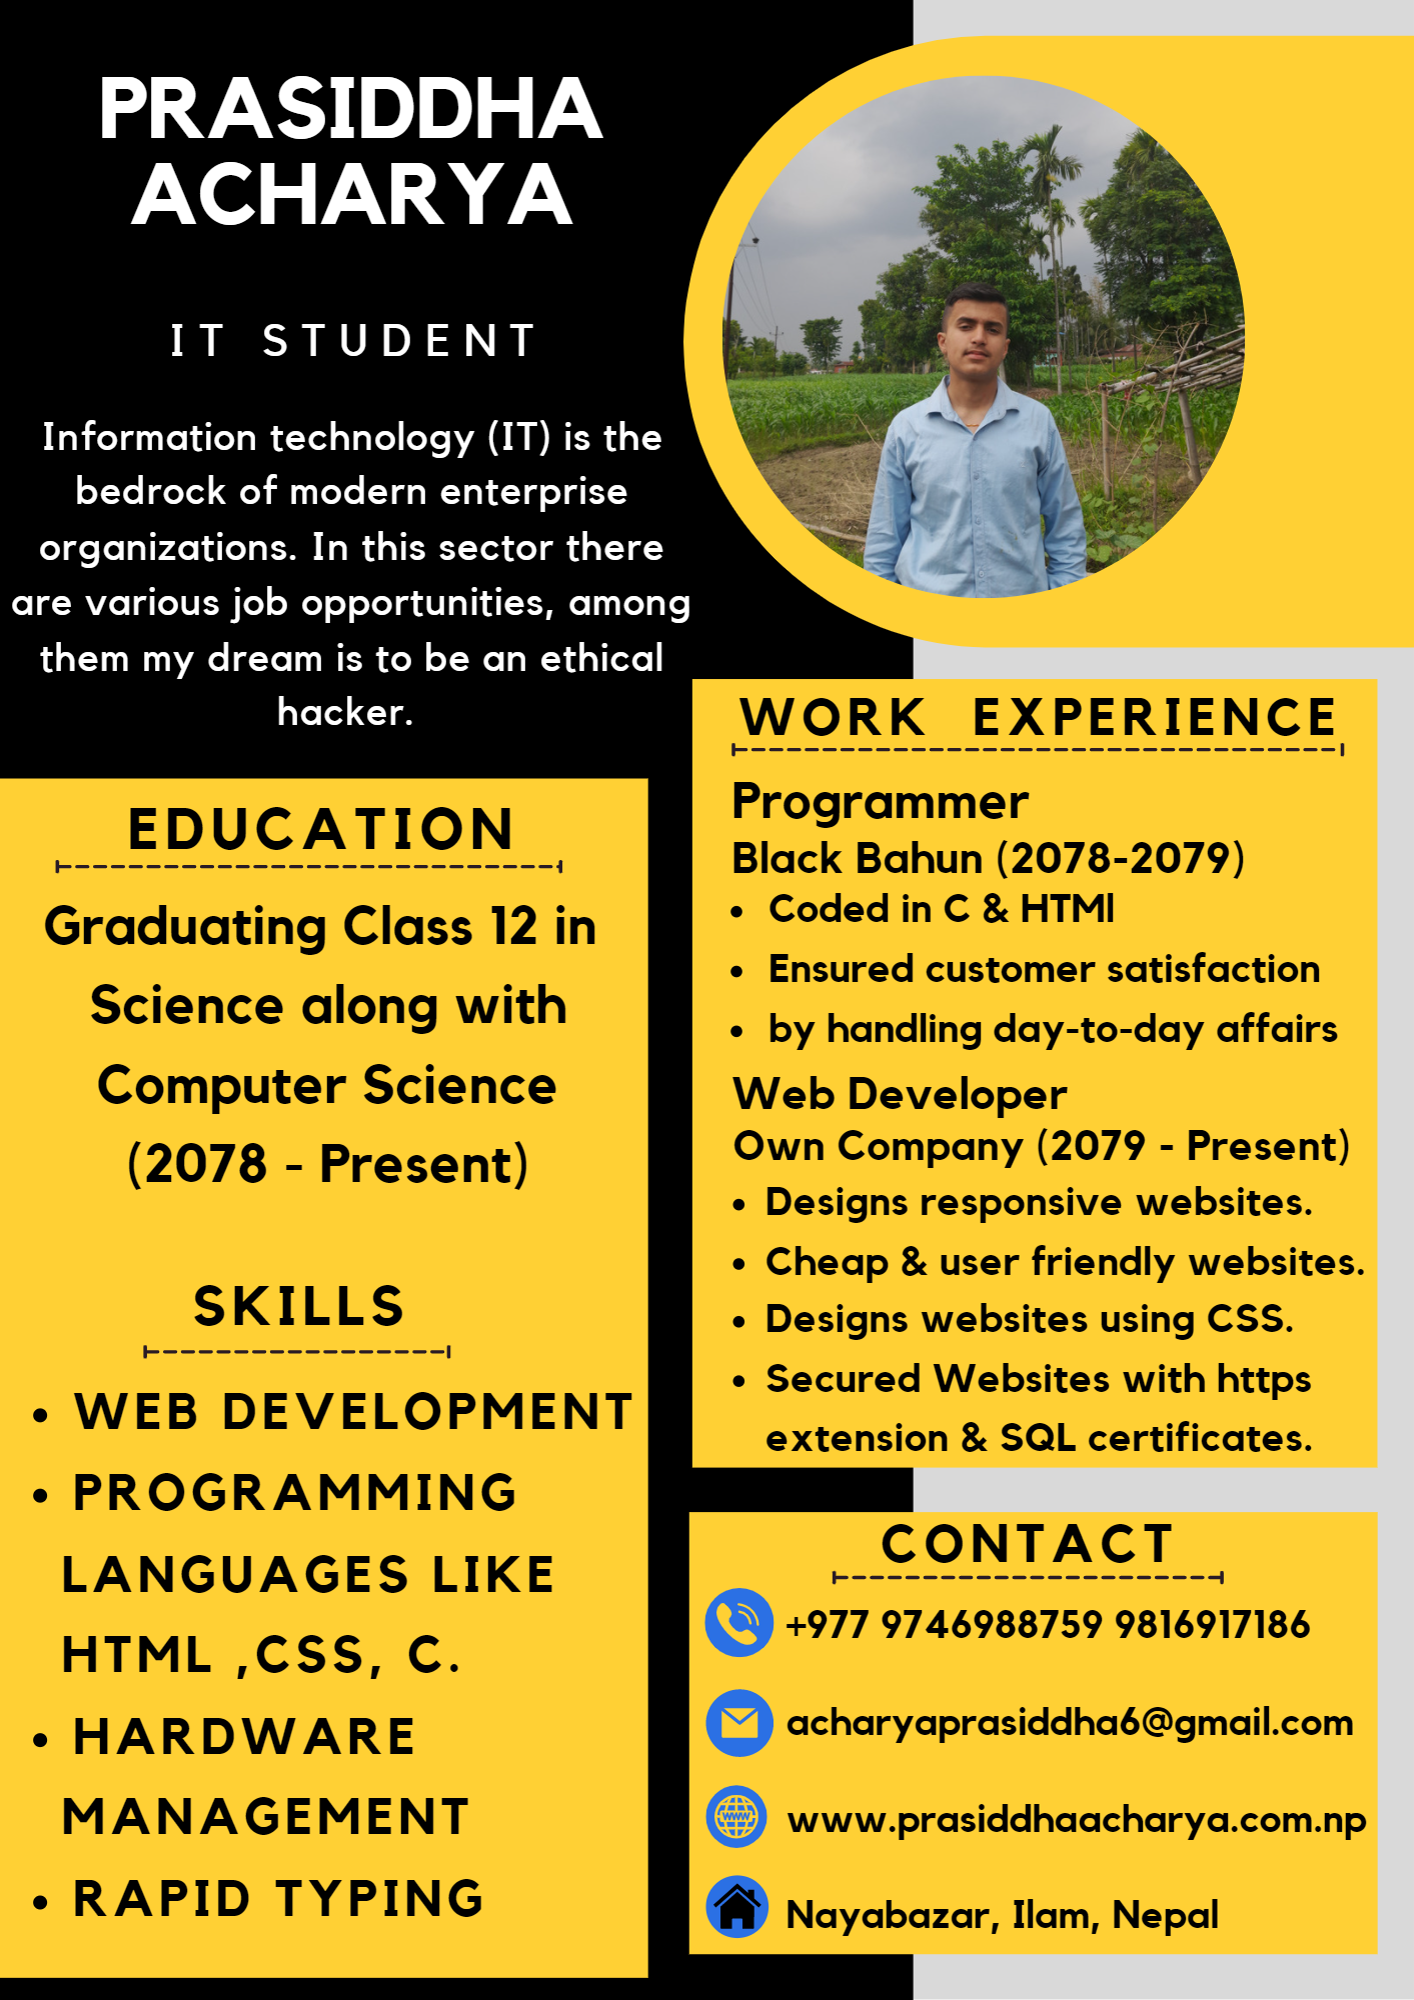 PRASIDDHA
ACHARYA
IT STUDENT
Information technology (IT) is the
bedrock of modern enterprise
organizations. In this sector there
are various job opportunities, among
them my dream is to be an ethical
hacker.
EDUCATION
Graduating Class 12 in
Science along with
Computer Science
(2078 - Present)
SKILLS
• WEB DEVELOPMENT
• PROGRAMMING
LANGUAGES LIKE
HTML ,CSS, C.
• HARDWARE
MANAGEMENT
• RAPID TYPING
WORK EXPERIENCE
Programmer
Black Bahun (2078-2079)
• Coded in C & HTMl
• Ensured customer satisfaction
• by handling day-to-day affairs
Web Developer
Own Company (2079 - Present)
• Designs responsive websites.
• Cheap & user friendly websites.
• Designs websites using CSS.
• Secured Websites with https
extension & SQL certificates.
CONTACT
+977 9746988759 9816917186
acharyaprasiddha6@gmail.com
www
www.prasiddhaacharya.com.np
Nayabazar, Ilam, Nepal